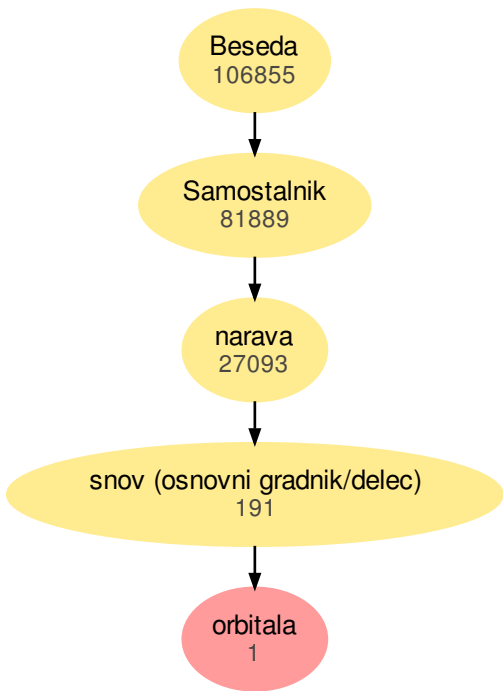 Beseda
106855
Samostalnik
81889
narava
27093
snov (osnovni gradnik/delec)
191
orbitala
1